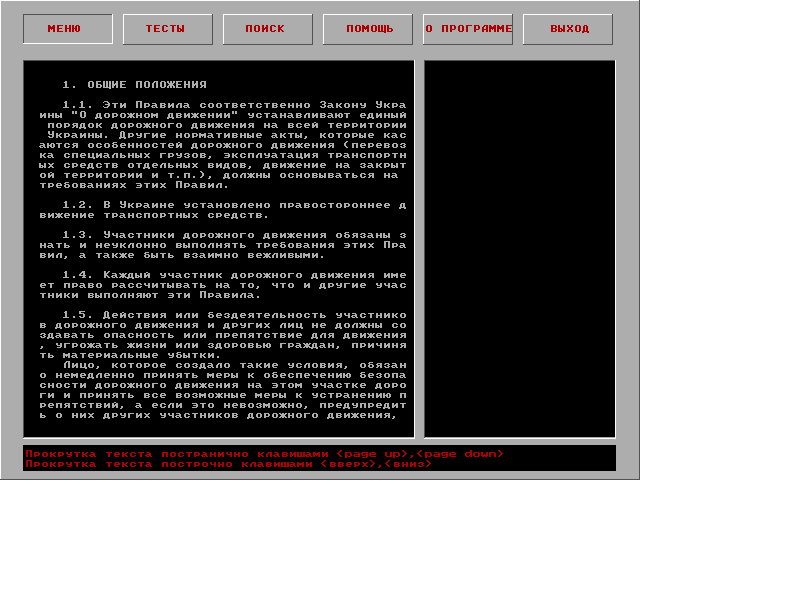 МЕНЮ ТЕСТЫ ПОИСК ПОМОЩЬ О ПРОГРАММЕ ВЫХОД
1. ОБЩИЕ ПОЛОЖЕНИЯ
1.1. Эти Правила соответственно Закону Укра
ины "О дорожном движении" устанавливают единый
порядок дорожного движения на всей территории
Украины. Другие нормативные акты, которые кас
аются особенностей дорожного движения (перевоз
ка специальных грузов, эксплуатация транспортн
ых средств отдельных видов, движение на закрыт
ой территории и т.п.), должны основываться на
требованиях этих Правил.
1.2. В Украине установлено правостороннее д
вижение транспортных средств.
1.3. Участники дорожного движения обязаны з
нать и неуклонно выполнять требования этих Пра
вил, а также быть взаимно вежливыми.
1.4. Каждый участник дорожного движения име
ет право рассчитывать на то, что и другие учас
тники выполняют эти Правила.
1.5. Действия или бездеятельность участнико
в дорожного движения и других лиц не должны со
здавать опасность или препятствие для движения
, угрожать жизни или здоровью граждан, причиня
ть материальные убытки.
Лицо, которое создало такие условия, обязан
о немедленно принять меры к обеспечению безопа
сности дорожного движения на этом участке доро
ги и принять все возможные меры к устранению п
репятствий, а если это невозможно, предупредит
ь о них других участников дорожного движения,
Прокрутка текста постранично клавишами <page up>,<page down>
Прокрутка текста построчно клавишами <вверх>,<вниз>